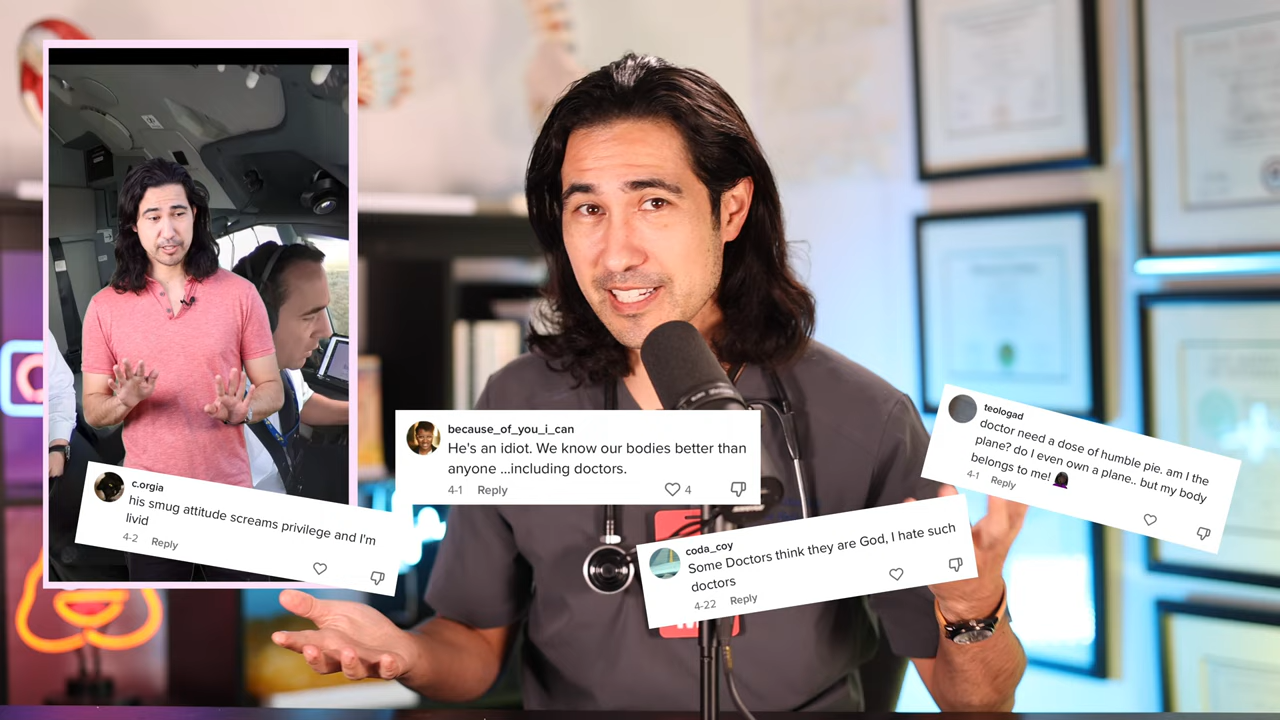 because_of_you_i_can
He's an idiot. We know our bodies better than
anyone ...including doctors.
4-1 Reply 4
teologad
doctor need a dose of humble pie. am I the
plane? do I even own a plane.. but my body
belongs to me!
4-1 Reply
c.orgia
his smug attitude screams privilege and I'm
livid
4-2 Reply
coda_coy
Some Doctors think they are God, I hate such
doctors
4-22 Reply